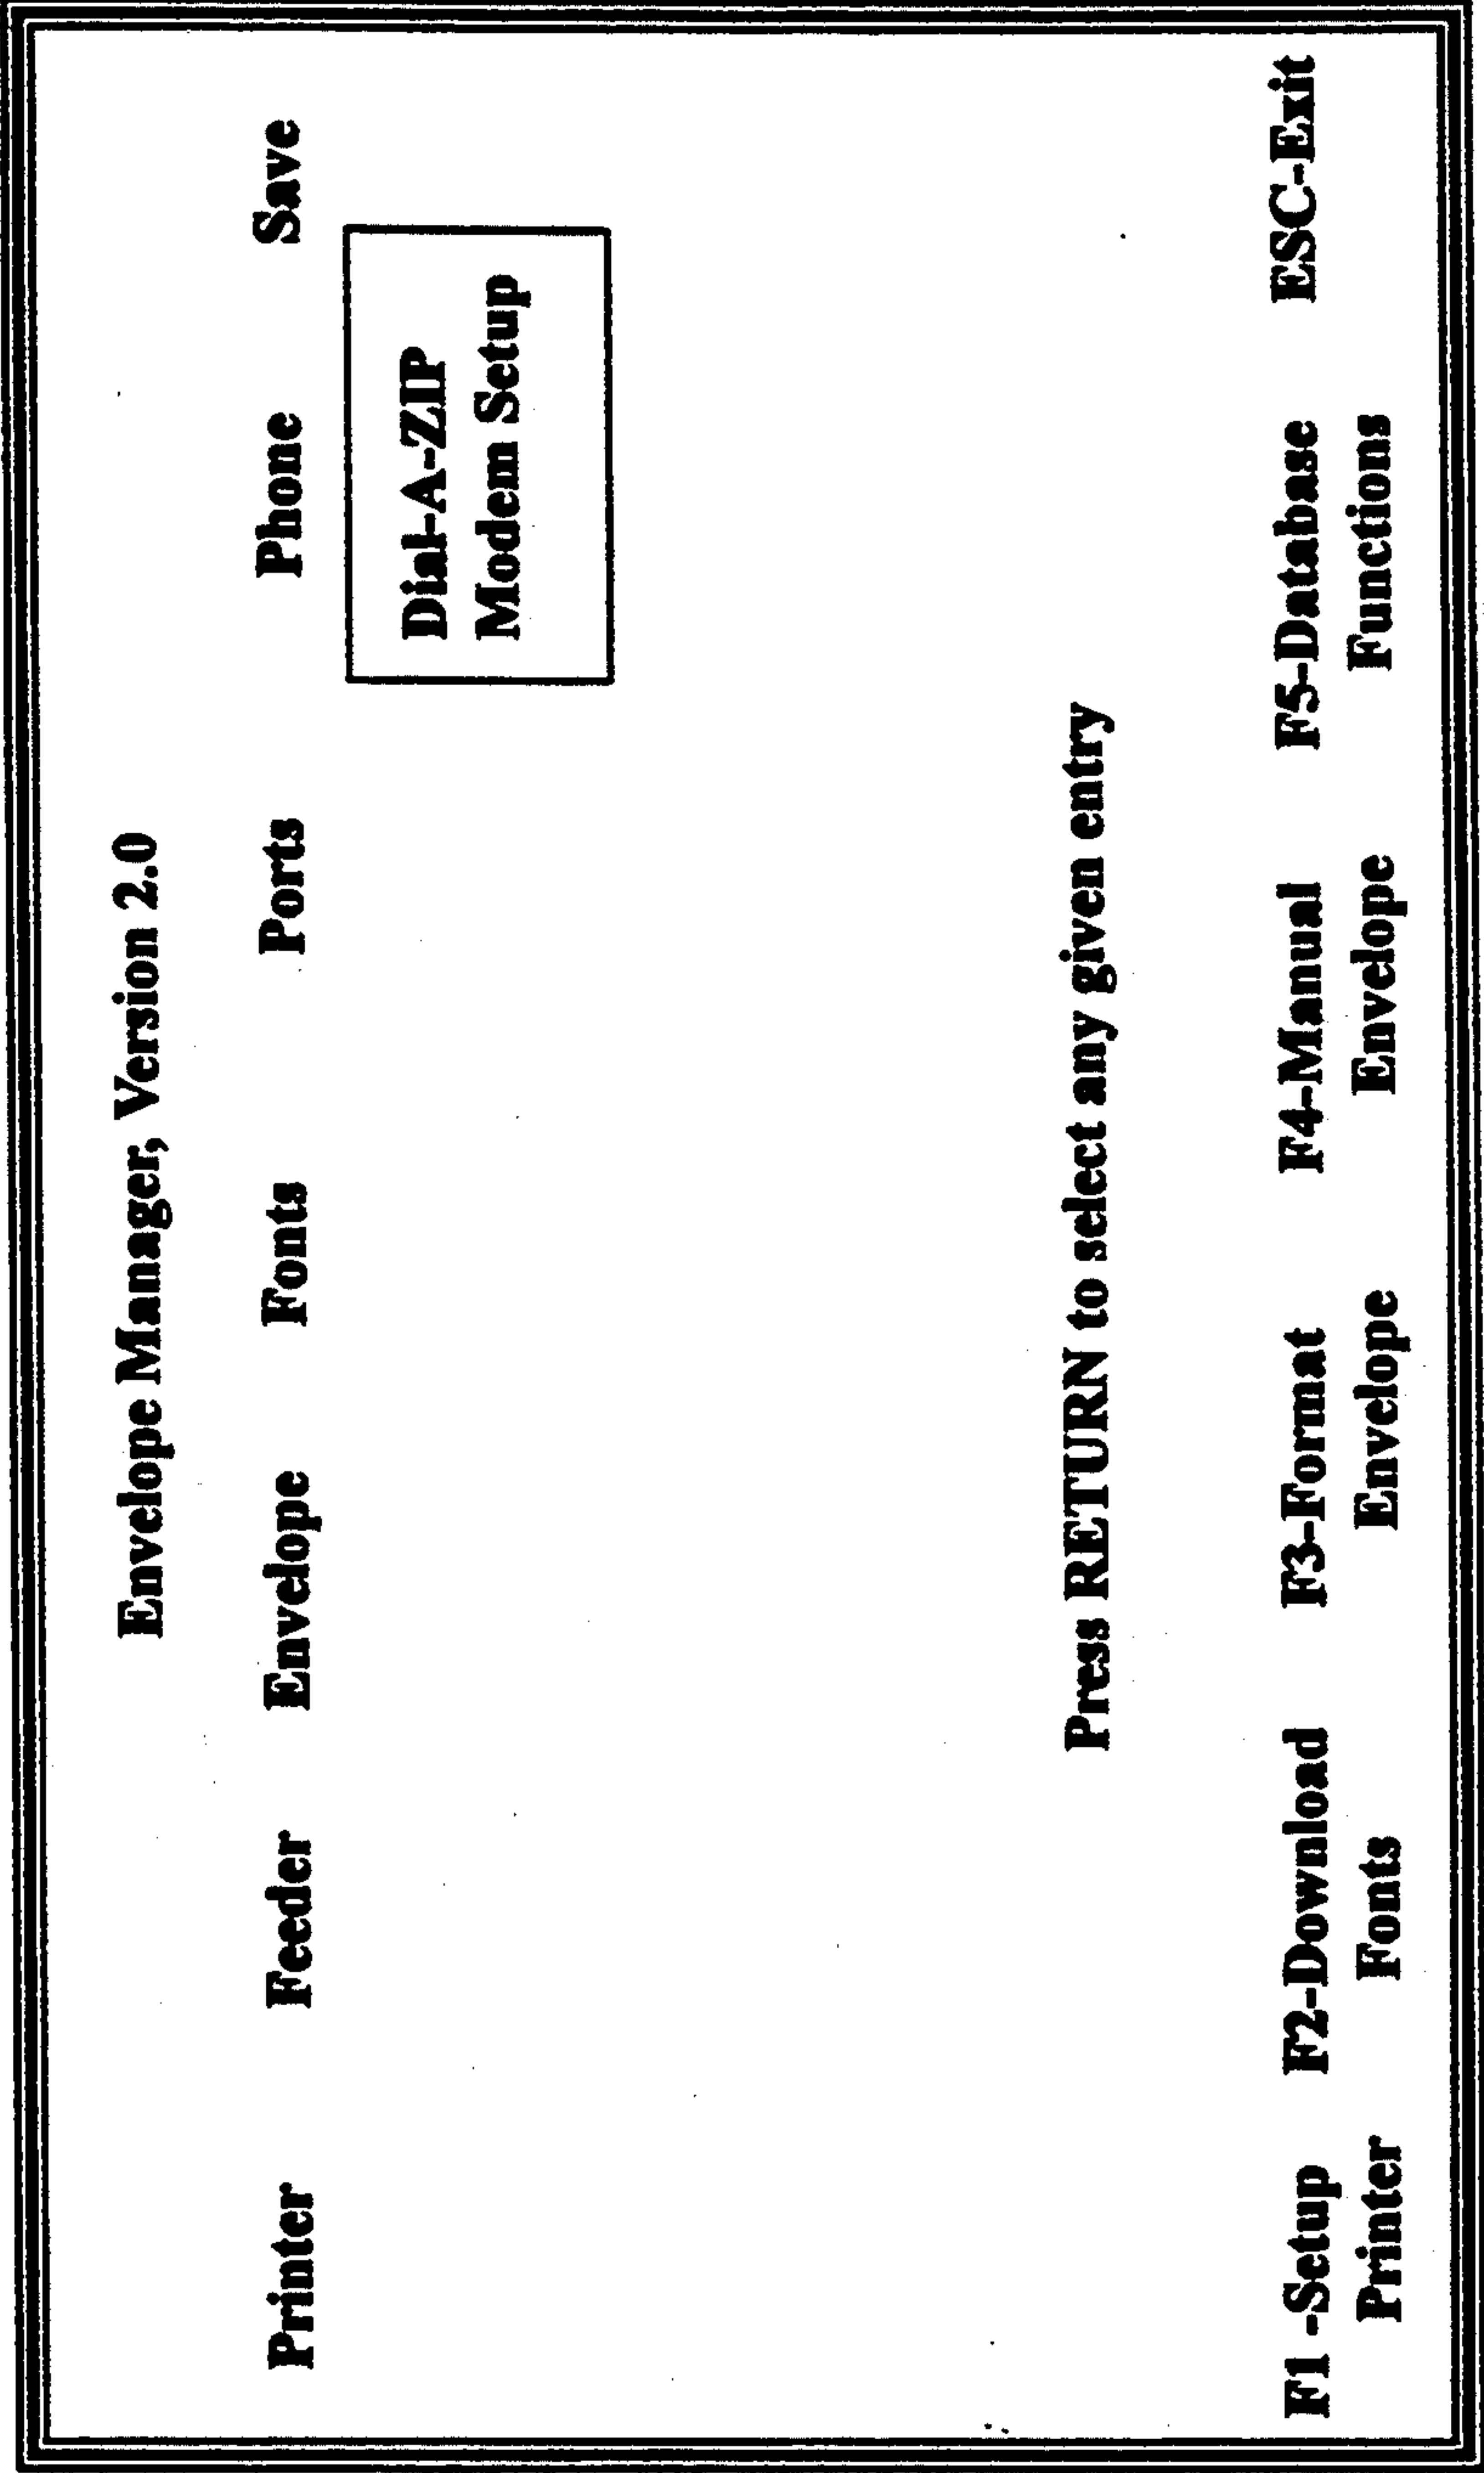 Envelope Manager, Version 2.0
Printer Feeder Envelope Fonts Ports Phone Save
Dial-A-ZIP
Modem Setup
Press RETURN to select any given entry
F1 -Setup F2-Download F3-Format F4-Manual F5-Database ESC-Exit
Printer Fonts Envelope Envelope Functions